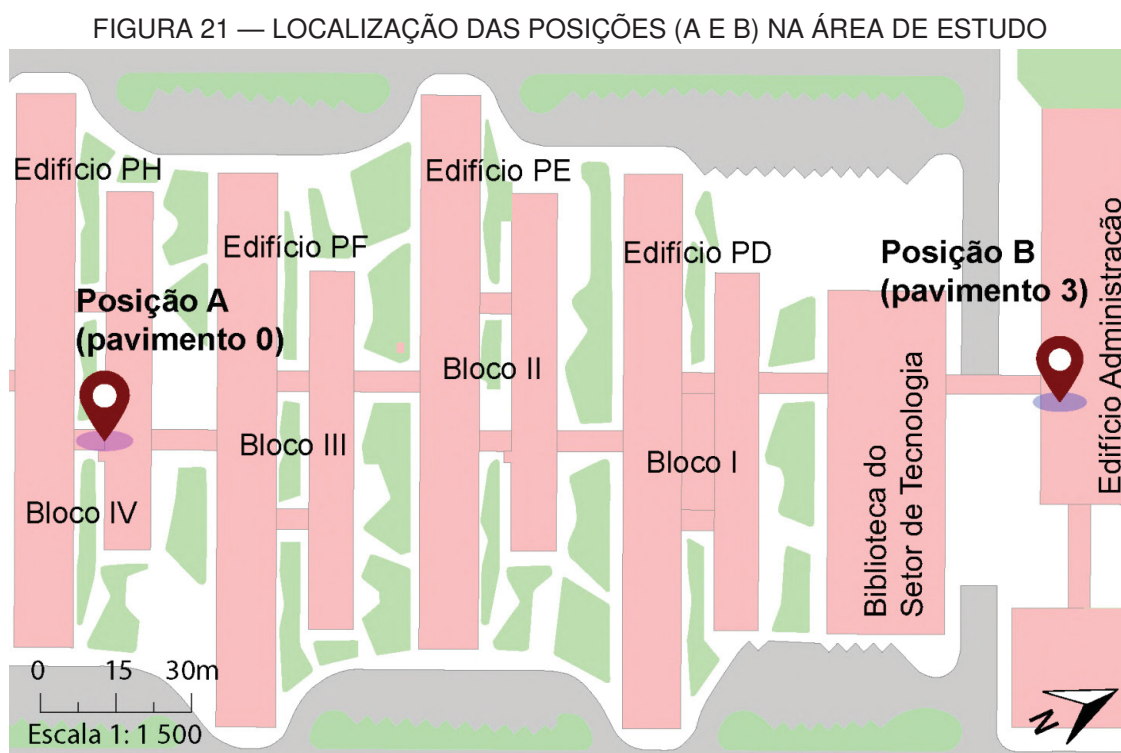 FIGURA 21 — LOCALIZAÇÃO DAS POSIÇÕES (A E B) NA ÁREA DE ESTUDO
Edifício PH
Edifício PE
Edifício PF
Edifício PD
Posição B
(pavimento 3)
Posição A
(pavimento 0)
Bloco II
Bloco III
Bloco I
Bloco IV
Biblioteca do
Setor de Tecnologia
Edifício Administração
0 15 30m
Escala 1: 1 500
N